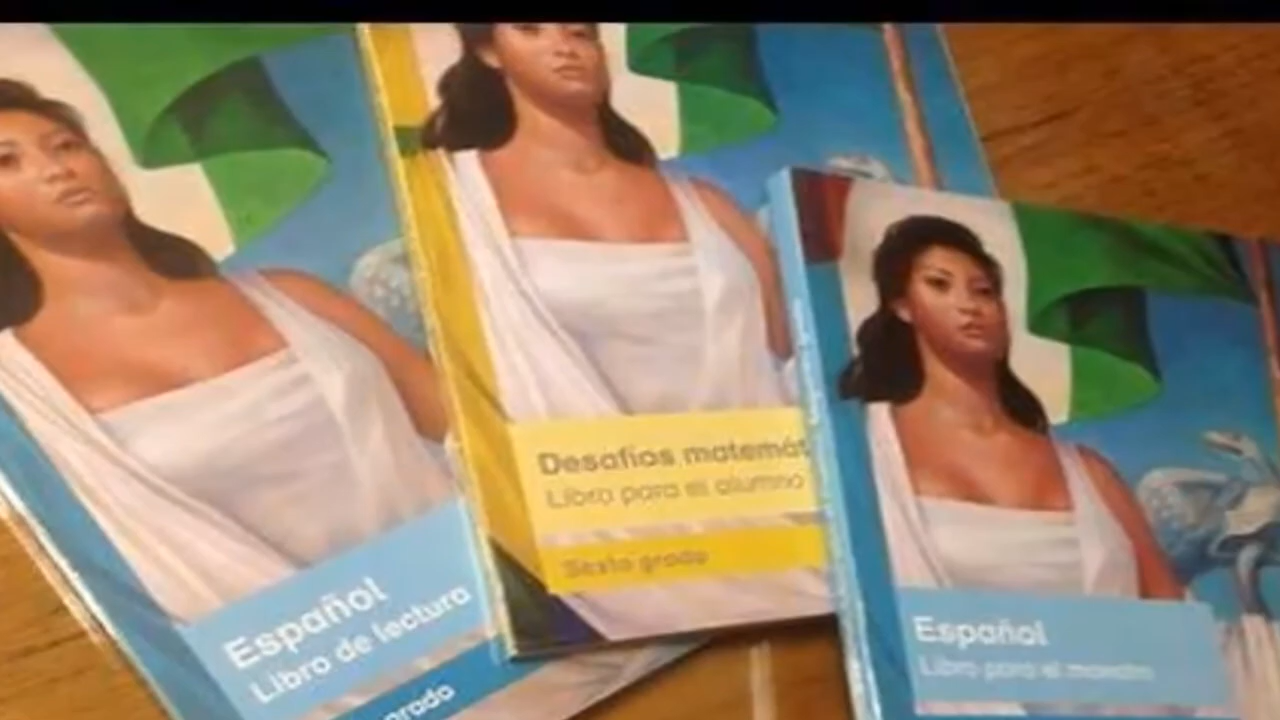 Español
Libro de lectura
grado
Desafíos matemát
Libro para el alumno
Sexto grado
Español
Libro para el maestro